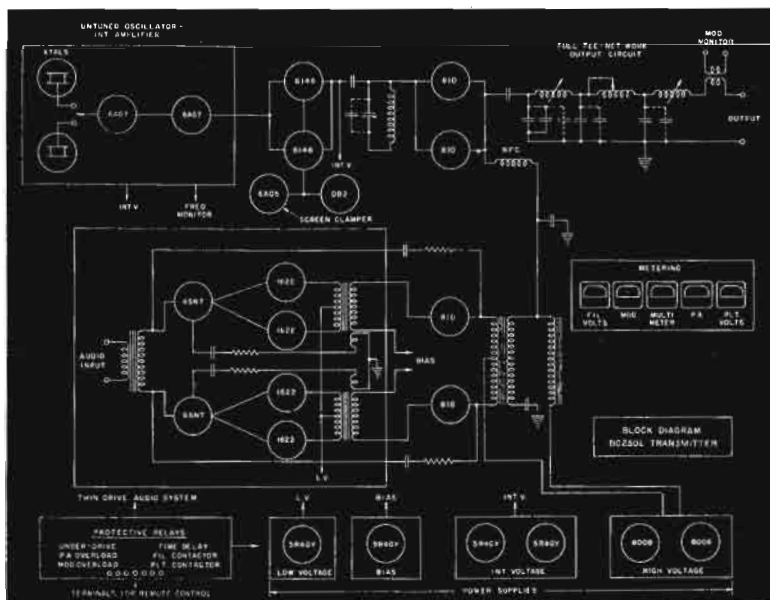 UNTUNED OSCILLATOR -
INT AMPLIFIER
XTALS
6AG7
6AG7
6146
6146
INT. V.
810
810
FULL TEE-NET WORK
OUTPUT CIRCUIT
MOD
MONITOR
OUTPUT
RFC
INT V
FREQ
MONITOR
6AQ5
OB2
SCREEN CLAMPER
METERING
FIL
VOLTS
MOD
MULTI
METER
P.A
PLT.
VOLTS
AUDIO
INPUT
6SN7
6SN7
1622
1622
1622
1622
810
810
BIAS
L.V
BLOCK DIAGRAM
BC250L TRANSMITTER
TWIN DRIVE AUDIO SYSTEM
L.V
BIAS
INT V.
PROTECTIVE RELAYS
UNDER-DRIVE
TIME DELAY
P.A OVERLOAD
FIL CONTACTOR
MOD OVERLOAD
PLT. CONTACTOR
TERMINALS FOR REMOTE CONTROL
5R4GY
LOW VOLTAGE
5R4GY
BIAS
5R4GY
5R4GY
INT VOLTAGE
8008
8008
HIGH VOLTAGE
POWER SUPPLIES